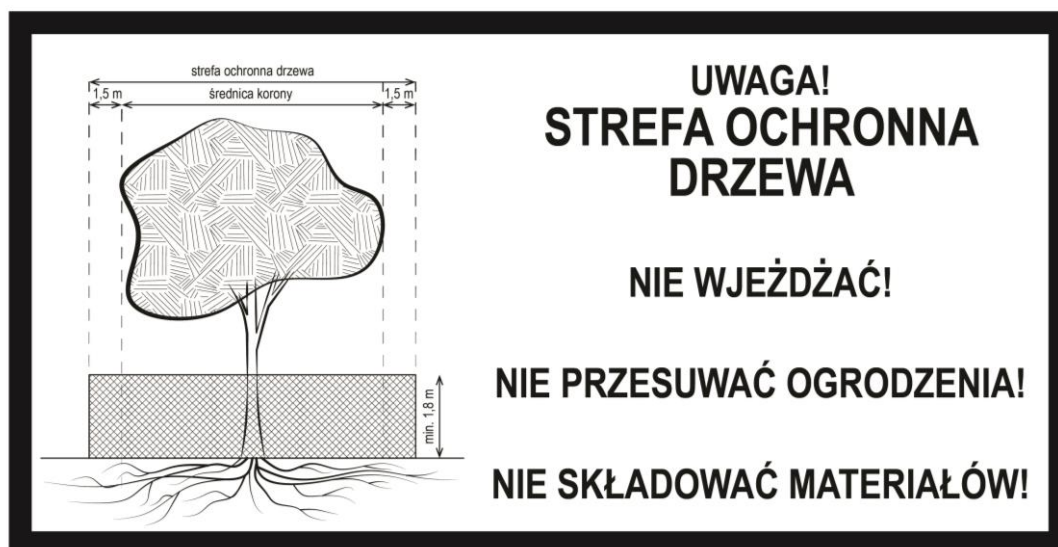 strefa ochronna drzewa
1,5 m
średnica korony
1,5 m
min. 1,8 m
UWAGA!
STREFA OCHRONNA
DRZEWA
NIE WJEŻDŻAĆ!
NIE PRZESUWAĆ OGRODZENIA!
NIE SKŁADOWAĆ MATERIAŁÓW!